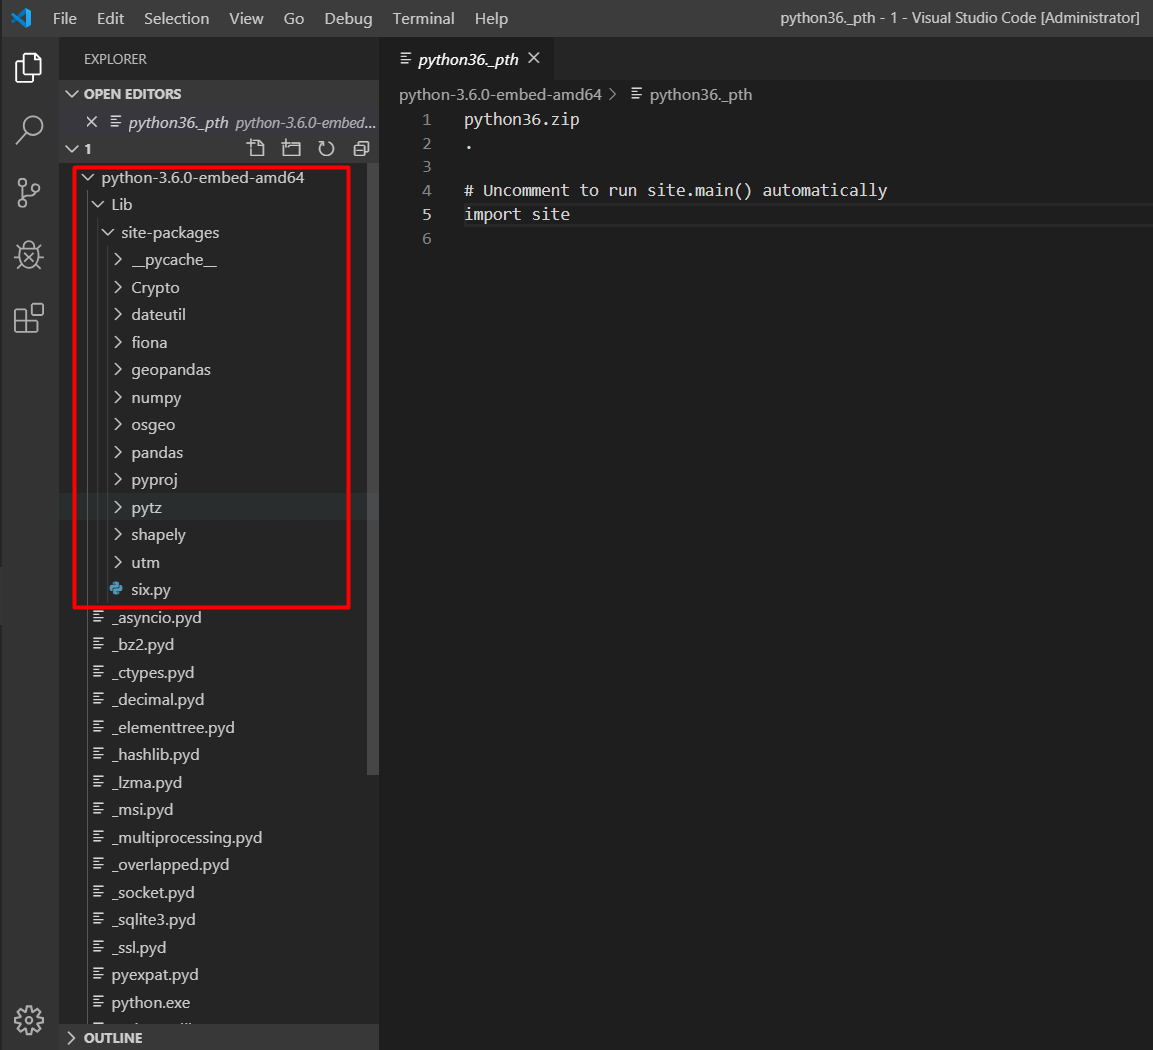 File Edit Selection View Go Debug Terminal Help python36._pth - 1 - Visual Studio Code [Administrator]
EXPLORER
OPEN EDITORS
python36._pth python-3.6.0-embed...
1
python-3.6.0-embed-amd64
Lib
site-packages
__pycache__
Crypto
dateutil
fiona
geopandas
numpy
osgeo
pandas
pyproj
pytz
shapely
utm
six.py
_asyncio.pyd
_bz2.pyd
_ctypes.pyd
_decimal.pyd
_elementtree.pyd
_hashlib.pyd
_lzma.pyd
_msi.pyd
_multiprocessing.pyd
_overlapped.pyd
_socket.pyd
_sqlite3.pyd
_ssl.pyd
pyexpat.pyd
python.exe
OUTLINE
python36._pth
python-3.6.0-embed-amd64 > python36._pth
1 python36.zip
2 .
3
4 # Uncomment to run site.main() automatically
5 import site
6